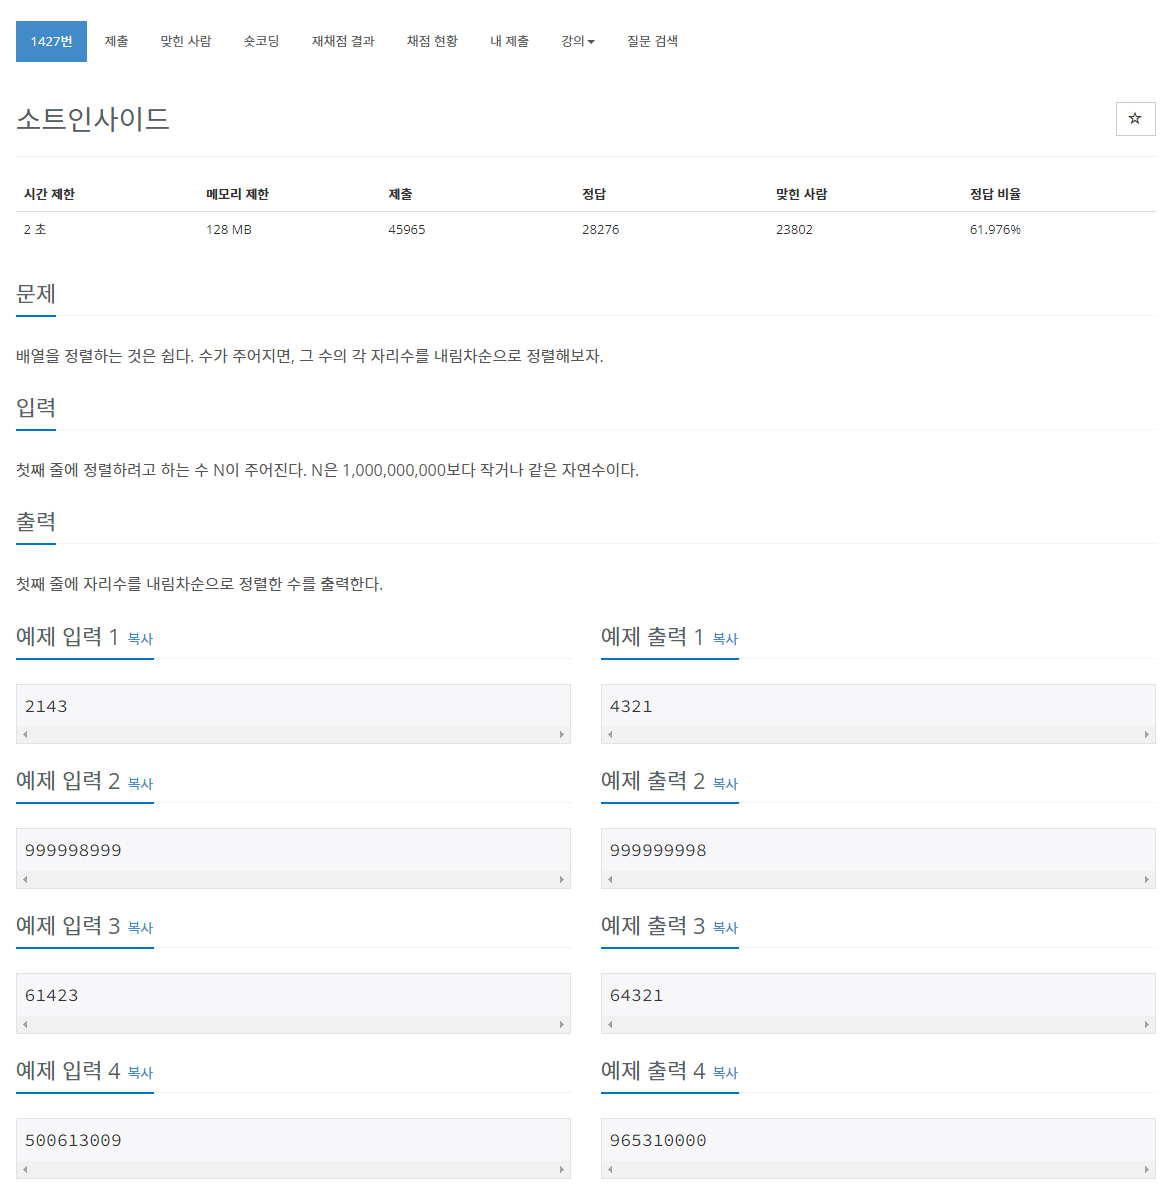 1427번 제출 맞힌 사람 숏코딩 재채점 결과 채점 현황 내 제출 강의 질문 검색
소트인사이드
시간 제한 메모리 제한 제출 정답 맞힌 사람 정답 비율
2 초 128 MB 45965 28276 23802 61.976%
문제
배열을 정렬하는 것은 쉽다. 수가 주어지면, 그 수의 각 자리수를 내림차순으로 정렬해보자.
입력
첫째 줄에 정렬하려고 하는 수 N이 주어진다. N은 1,000,000,000보다 작거나 같은 자연수이다.
출력
첫째 줄에 자리수를 내림차순으로 정렬한 수를 출력한다.
예제 입력 1 복사 예제 출력 1 복사
2143 4321
예제 입력 2 복사 예제 출력 2 복사
999998999 999999998
예제 입력 3 복사 예제 출력 3 복사
61423 64321
예제 입력 4 복사 예제 출력 4 복사
500613009 965310000